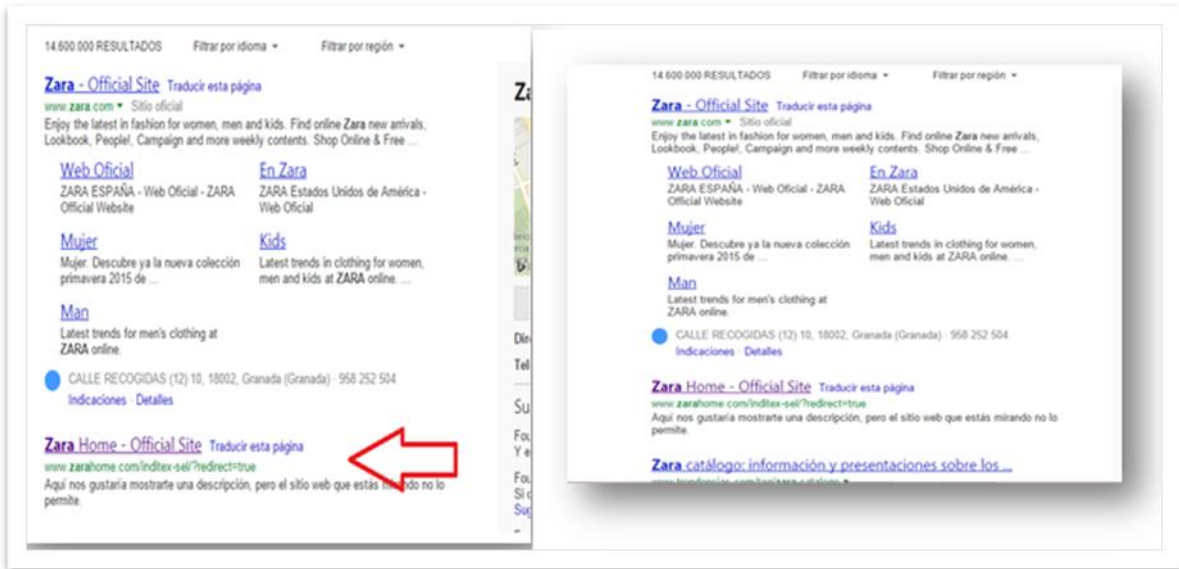 14.600.000 RESULTADOS Filtrar por idioma Filtrar por región
Zara - Official Site Traducir esta página
www.zara.com Sitio oficial
Enjoy the latest in fashion for women, men and kids. Find online Zara new arrivals,
Lookbook, People!, Campaign and more weekly contents. Shop Online & Free ...
Web Oficial
ZARA ESPAÑA - Web Oficial - ZARA
Official Website
En Zara
ZARA Estados Unidos de América -
Web Oficial
Mujer
Mujer. Descubre ya la nueva colección
primavera 2015 de ...
Kids
Latest trends in clothing for women,
men and kids at ZARA online. ...
Man
Latest trends for men's clothing at
ZARA online.
CALLE RECOGIDAS (12) 10, 18002, Granada (Granada) · 958 252 504
Indicaciones · Detalles
Zara Home - Official Site Traducir esta página
www.zarahome.com/inditex-sel/?redirect=true
Aquí nos gustaría mostrarte una descripción, pero el sitio web que estás mirando no lo
permite.
Za
Dire
Tel
Su
Fou
Y e
Fou
Si c
Sug
14.600.000 RESULTADOS Filtrar por idioma Filtrar por región
Zara - Official Site Traducir esta página
www.zara.com Sitio oficial
Enjoy the latest in fashion for women, men and kids. Find online Zara new arrivals,
Lookbook, People!, Campaign and more weekly contents. Shop Online & Free ...
Web Oficial
ZARA ESPAÑA - Web Oficial - ZARA
Official Website
En Zara
ZARA Estados Unidos de América -
Web Oficial
Mujer
Mujer. Descubre ya la nueva colección
primavera 2015 de ...
Kids
Latest trends in clothing for women,
men and kids at ZARA online. ...
Man
Latest trends for men's clothing at
ZARA online.
CALLE RECOGIDAS (12) 10, 18002, Granada (Granada) · 958 252 504
Indicaciones · Detalles
Zara Home - Official Site Traducir esta página
www.zarahome.com/inditex-sel/?redirect=true
Aquí nos gustaría mostrarte una descripción, pero el sitio web que estás mirando no lo
permite.
Zara catálogo: información y presentaciones sobre los ...